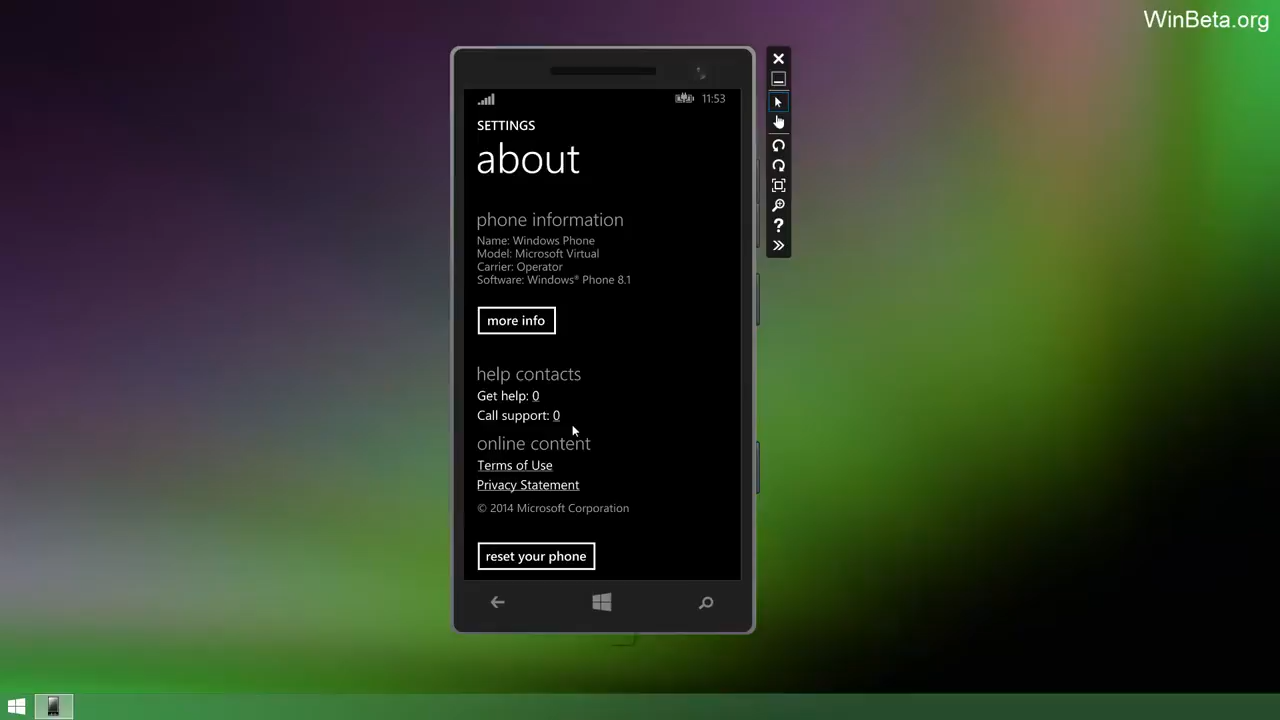 WinBeta.org
11:53
SETTINGS
about
phone information
Name: Windows Phone
Model: Microsoft Virtual
Carrier: Operator
Software: Windows® Phone 8.1
more info
help contacts
Get help: 0
Call support: 0
online content
Terms of Use
Privacy Statement
© 2014 Microsoft Corporation
reset your phone